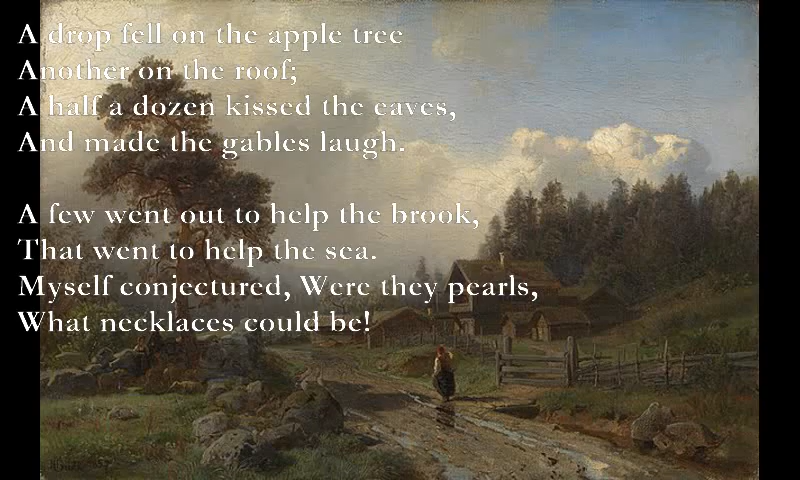 A drop fell on the apple tree
Another on the roof;
A half a dozen kissed the eaves,
And made the gables laugh.
A few went out to help the brook,
That went to help the sea.
Myself conjectured, Were they pearls,
What necklaces could be!